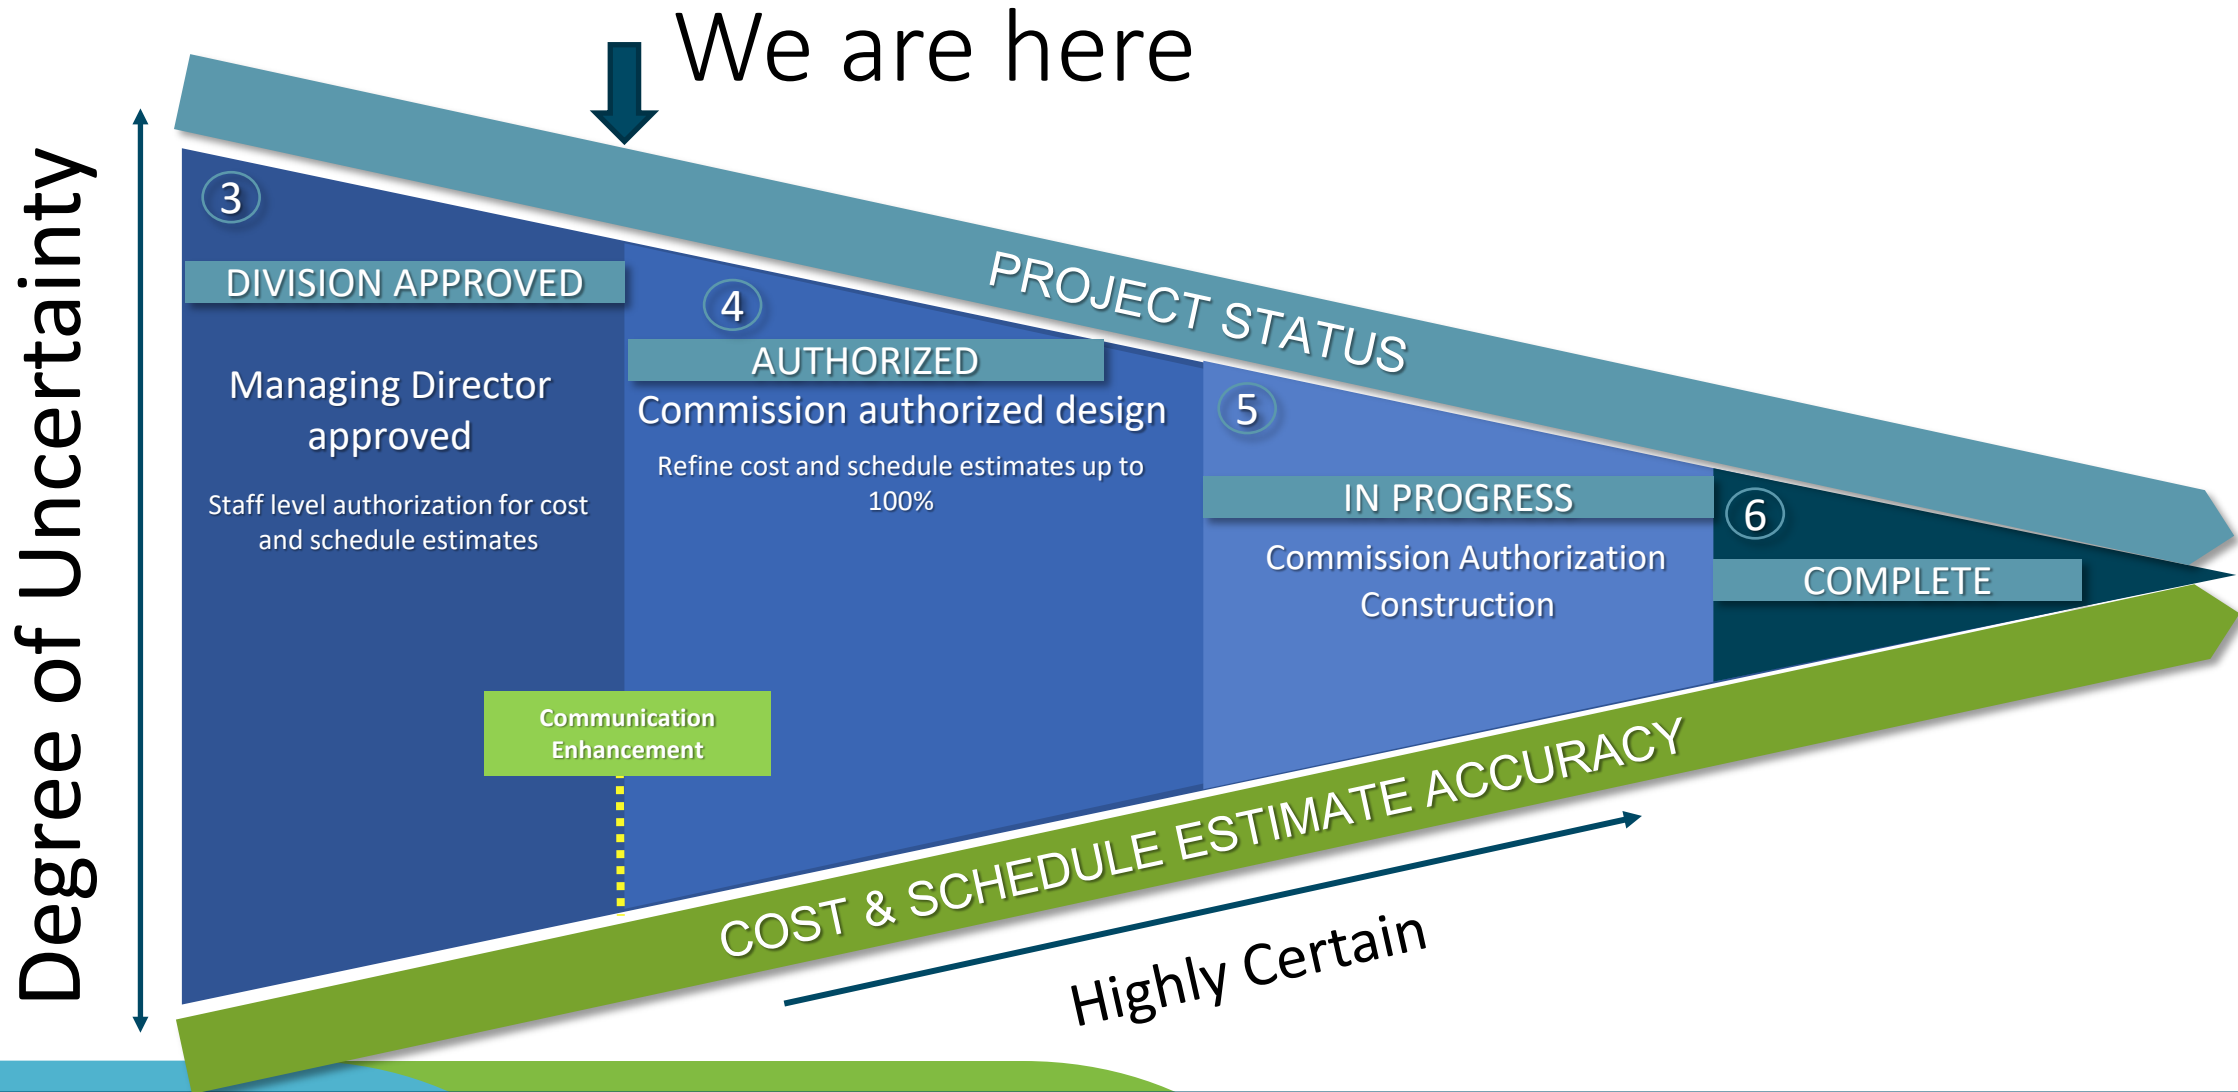 We are here
Degree of Uncertainty
PROJECT STATUS
3
DIVISION APPROVED
Managing Director
approved
Staff level authorization for cost
and schedule estimates
4
AUTHORIZED
Commission authorized design
Refine cost and schedule estimates up to
100%
5
IN PROGRESS
Commission Authorization
Construction
6
COMPLETE
Communication
Enhancement
COST & SCHEDULE ESTIMATE ACCURACY
Highly Certain